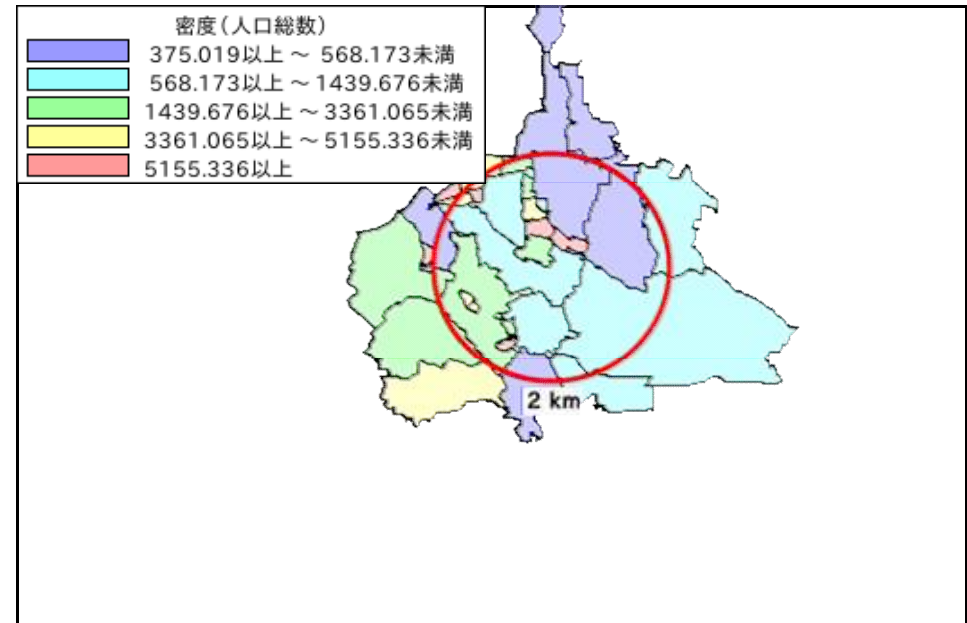 密度(人口総数)
375.019以上 ～ 568.173未満
568.173以上 ～ 1439.676未満
1439.676以上 ～ 3361.065未満
3361.065以上 ～ 5155.336未満
5155.336以上
2 km